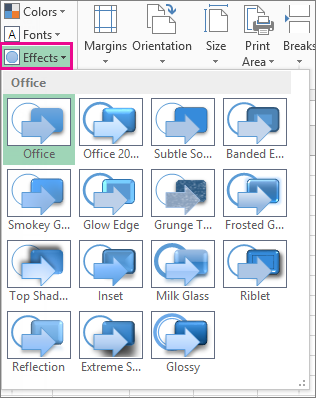 Colors
Fonts
Effects
Margins Orientation Size Print Area Breaks
Office
Office Office 20... Subtle So... Banded E...
Smokey G... Glow Edge Grunge T... Frosted G...
Top Shad... Inset Milk Glass Riblet
Reflection Extreme S... Glossy